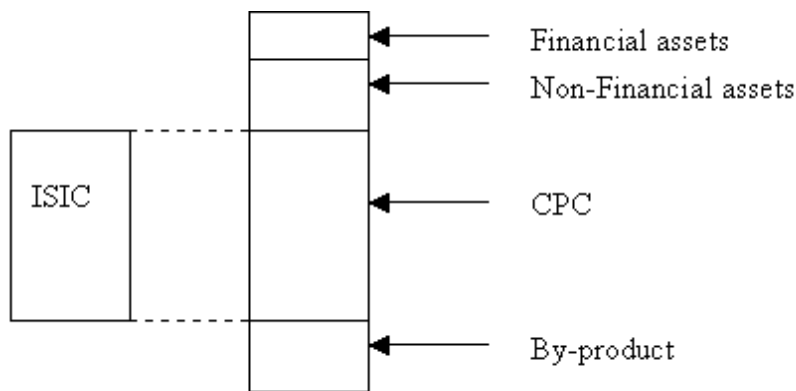 Financial assets
Non-Financial assets
ISIC
CPC
By-product